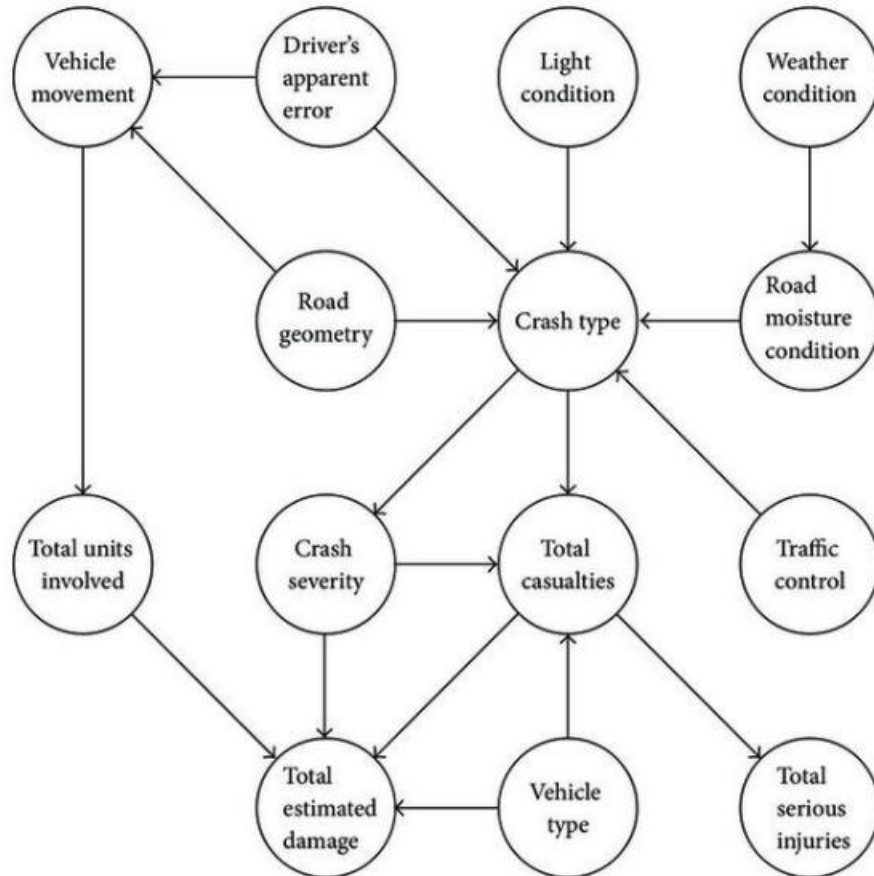 Vehicle
movement
Driver's
apparent
error
Light
condition
Weather
condition
Road
geometry
Crash type
Road
moisture
condition
Total units
involved
Crash
severity
Total
casualties
Traffic
control
Total
estimated
damage
Vehicle
type
Total
serious
injuries